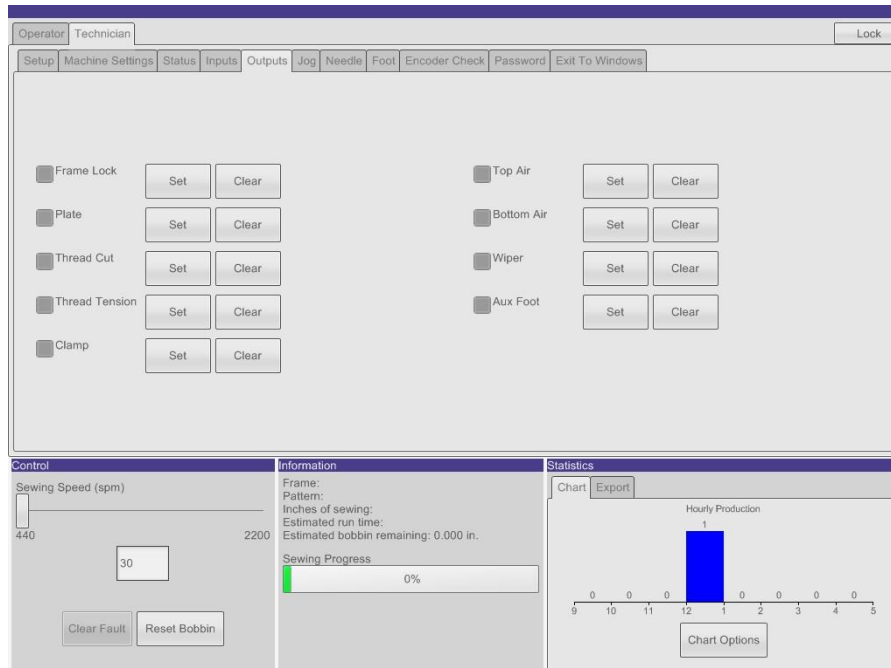 Operator Technician Lock
Setup Machine Settings Status Inputs Outputs Jog Needle Foot Encoder Check Password Exit To Windows
Frame Lock Set Clear
Top Air Set Clear
Plate Set Clear
Bottom Air Set Clear
Thread Cut Set Clear
Wiper Set Clear
Thread Tension Set Clear
Aux Foot Set Clear
Clamp Set Clear
Control
Sewing Speed (spm)
440 2200
30
Clear Fault Reset Bobbin
Information
Frame:
Pattern:
Inches of sewing:
Estimated run time:
Estimated bobbin remaining: 0.000 in.
Sewing Progress
0%
Statistics
Chart Export
Hourly Production
1
0 0 0 0 0 0 0
9 10 11 12 1 2 3 4 5
Chart Options